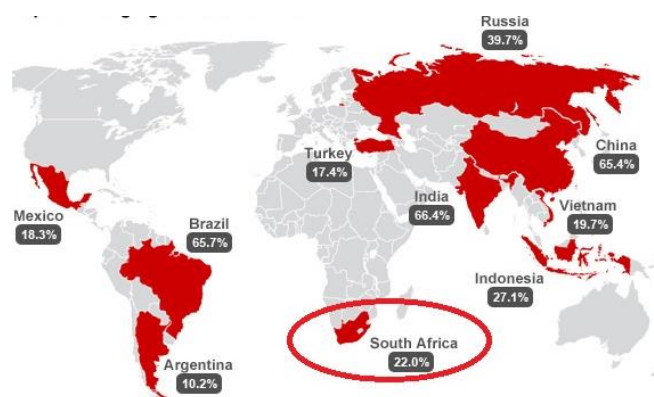 Russia
39.7%
China
65.4%
Turkey
17.4%
India
66.4%
Vietnam
19.7%
Mexico
18.3%
Brazil
65.7%
Indonesia
27.1%
South Africa
22.0%
Argentina
10.2%